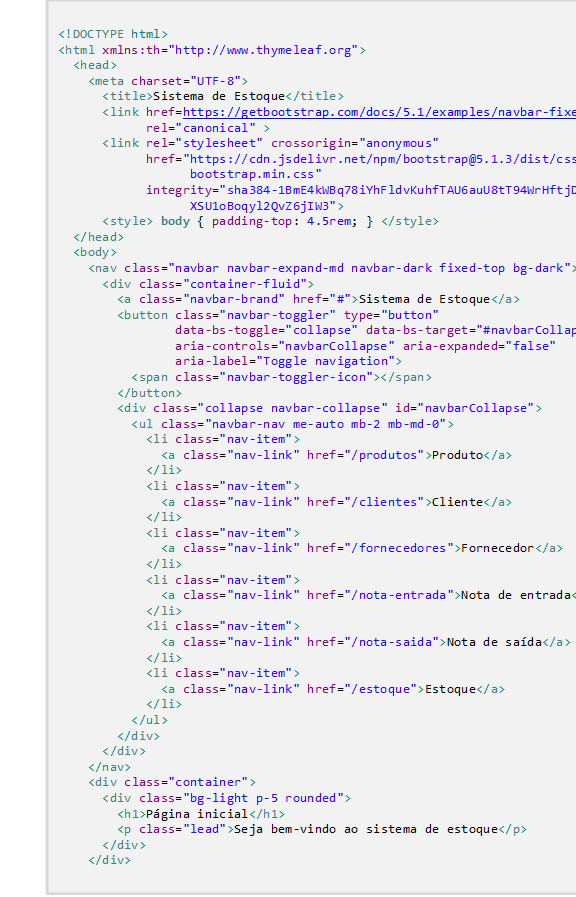 <!DOCTYPE html>
<html xmlns:th="http://www.thymeleaf.org">
<head>
<meta charset="UTF-8">
<title>Sistema de Estoque</title>
<link href=https://getbootstrap.com/docs/5.1/examples/navbar-fixe
rel="canonical" >
<link rel="stylesheet" crossorigin="anonymous"
href="https://cdn.jsdelivr.net/npm/bootstrap@5.1.3/dist/css
bootstrap.min.css"
integrity="sha384-1BmE4kWBq78iYhFldvKuhfTAU6auU8tT94WrHftjD
XSU1oBoqyl2QvZ6jIW3">
<style> body { padding-top: 4.5rem; } </style>
</head>
<body>
<nav class="navbar navbar-expand-md navbar-dark fixed-top bg-dark">
<div class="container-fluid">
<a class="navbar-brand" href="#">Sistema de Estoque</a>
<button class="navbar-toggler" type="button"
data-bs-toggle="collapse" data-bs-target="#navbarCollap
aria-controls="navbarCollapse" aria-expanded="false"
aria-label="Toggle navigation">
<span class="navbar-toggler-icon"></span>
</button>
<div class="collapse navbar-collapse" id="navbarCollapse">
<ul class="navbar-nav me-auto mb-2 mb-md-0">
<li class="nav-item">
<a class="nav-link" href="/produtos">Produto</a>
</li>
<li class="nav-item">
<a class="nav-link" href="/clientes">Cliente</a>
</li>
<li class="nav-item">
<a class="nav-link" href="/fornecedores">Fornecedor</a>
</li>
<li class="nav-item">
<a class="nav-link" href="/nota-entrada">Nota de entrada<
</li>
<li class="nav-item">
<a class="nav-link" href="/nota-saida">Nota de saída</a>
</li>
<li class="nav-item">
<a class="nav-link" href="/estoque">Estoque</a>
</li>
</ul>
</div>
</div>
</nav>
<div class="container">
<div class="bg-light p-5 rounded">
<h1>Página inicial</h1>
<p class="lead">Seja bem-vindo ao sistema de estoque</p>
</div>
</div>